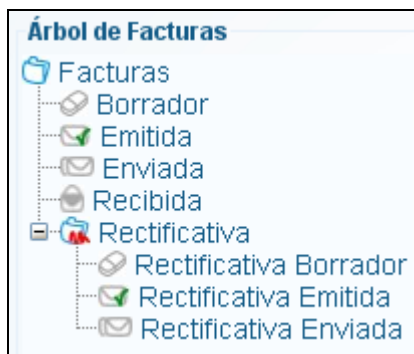 Árbol de Facturas
Facturas
Borrador
Emitida
Enviada
Recibida
Rectificativa
Rectificativa Borrador
Rectificativa Emitida
Rectificativa Enviada